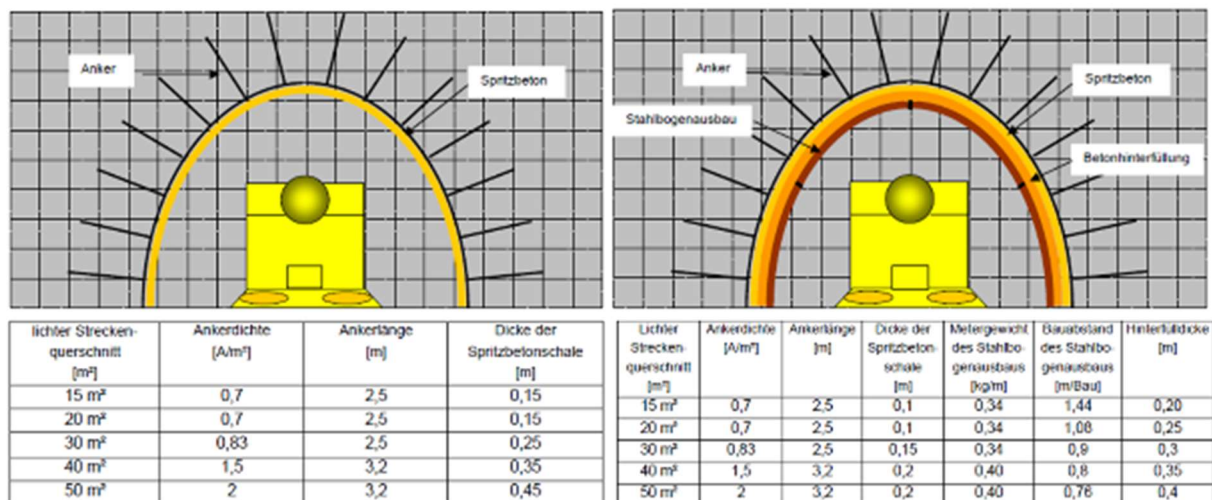 Anker
Spritzbeton
Anker
Spritzbeton
Stahlbogenausbau
Betonhinterfüllung
lichter Strecken- Ankerdichte Ankerlänge Dicke der
querschnitt [A/m²] [m] Spritzbetonschale
[m²] [m]
15 m² 0,7 2,5 0,15
20 m² 0,7 2,5 0,15
30 m² 0,83 2,5 0,25
40 m² 1,5 3,2 0,35
50 m² 2 3,2 0,45
Lichter Ankerdichte Ankerlänge Dicke der Metergewicht Bauabstand Hinterfülldicke
Strecken- [A/m²] [m] Spritzbeton- des Stahlbo- des Stahlbo- [m]
querschnitt schale genausbaus genausbaus
[m²] [m] [kg/m] [m/Bau]
15 m² 0,7 2,5 0,1 0,34 1,44 0,20
20 m² 0,7 2,5 0,1 0,34 1,08 0,25
30 m² 0,83 2,5 0,15 0,34 0,9 0,3
40 m² 1,5 3,2 0,2 0,40 0,8 0,35
50 m² 2 3,2 0,2 0,40 0,76 0,4